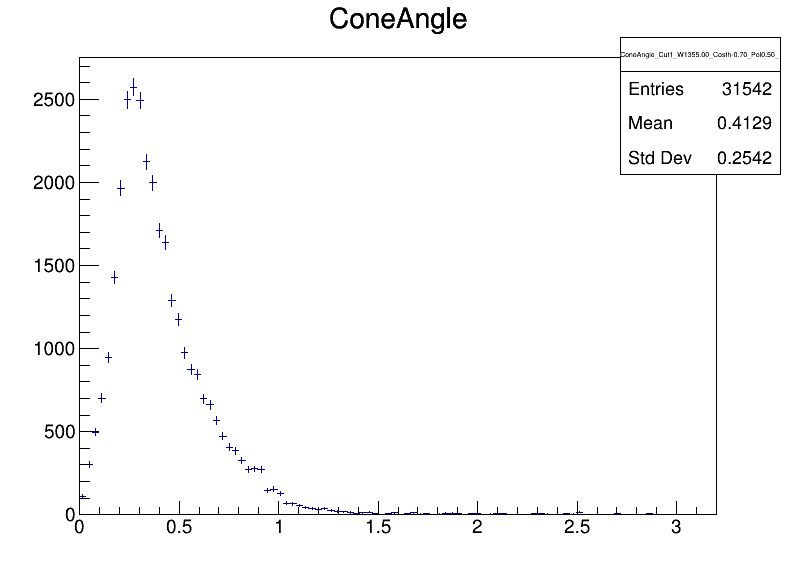 ConeAngle
ConeAngle_Cut1_W1355.00_Costh-0.70_Pol0.50_
Entries 31542
Mean 0.4129
Std Dev 0.2542
2500
2000
1500
1000
500
0
0 0.5 1 1.5 2 2.5 3